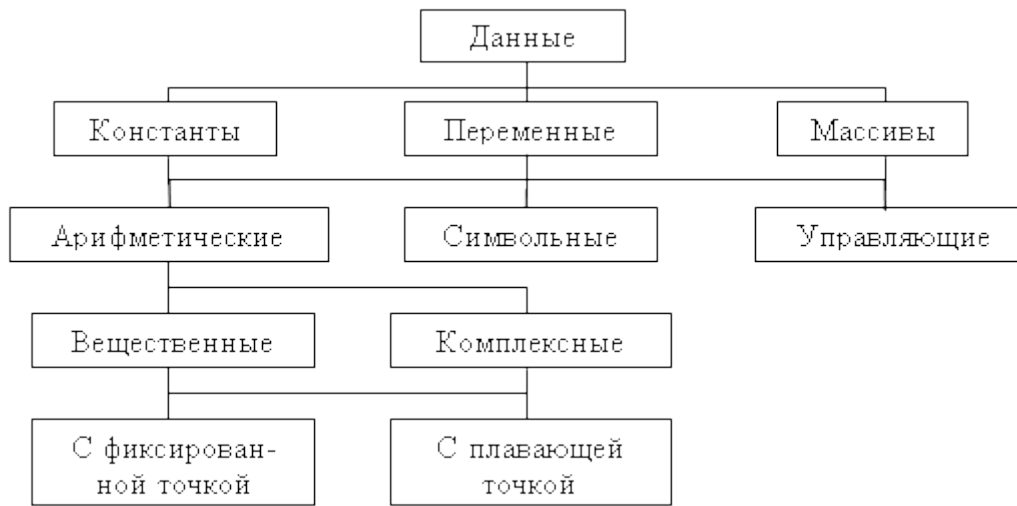 Данные
Константы
Переменные
Массивы
Арифметические
Символьные
Управляющие
Вещественные
Комплексные
С фиксирован-
ной точкой
С плавающей
точкой